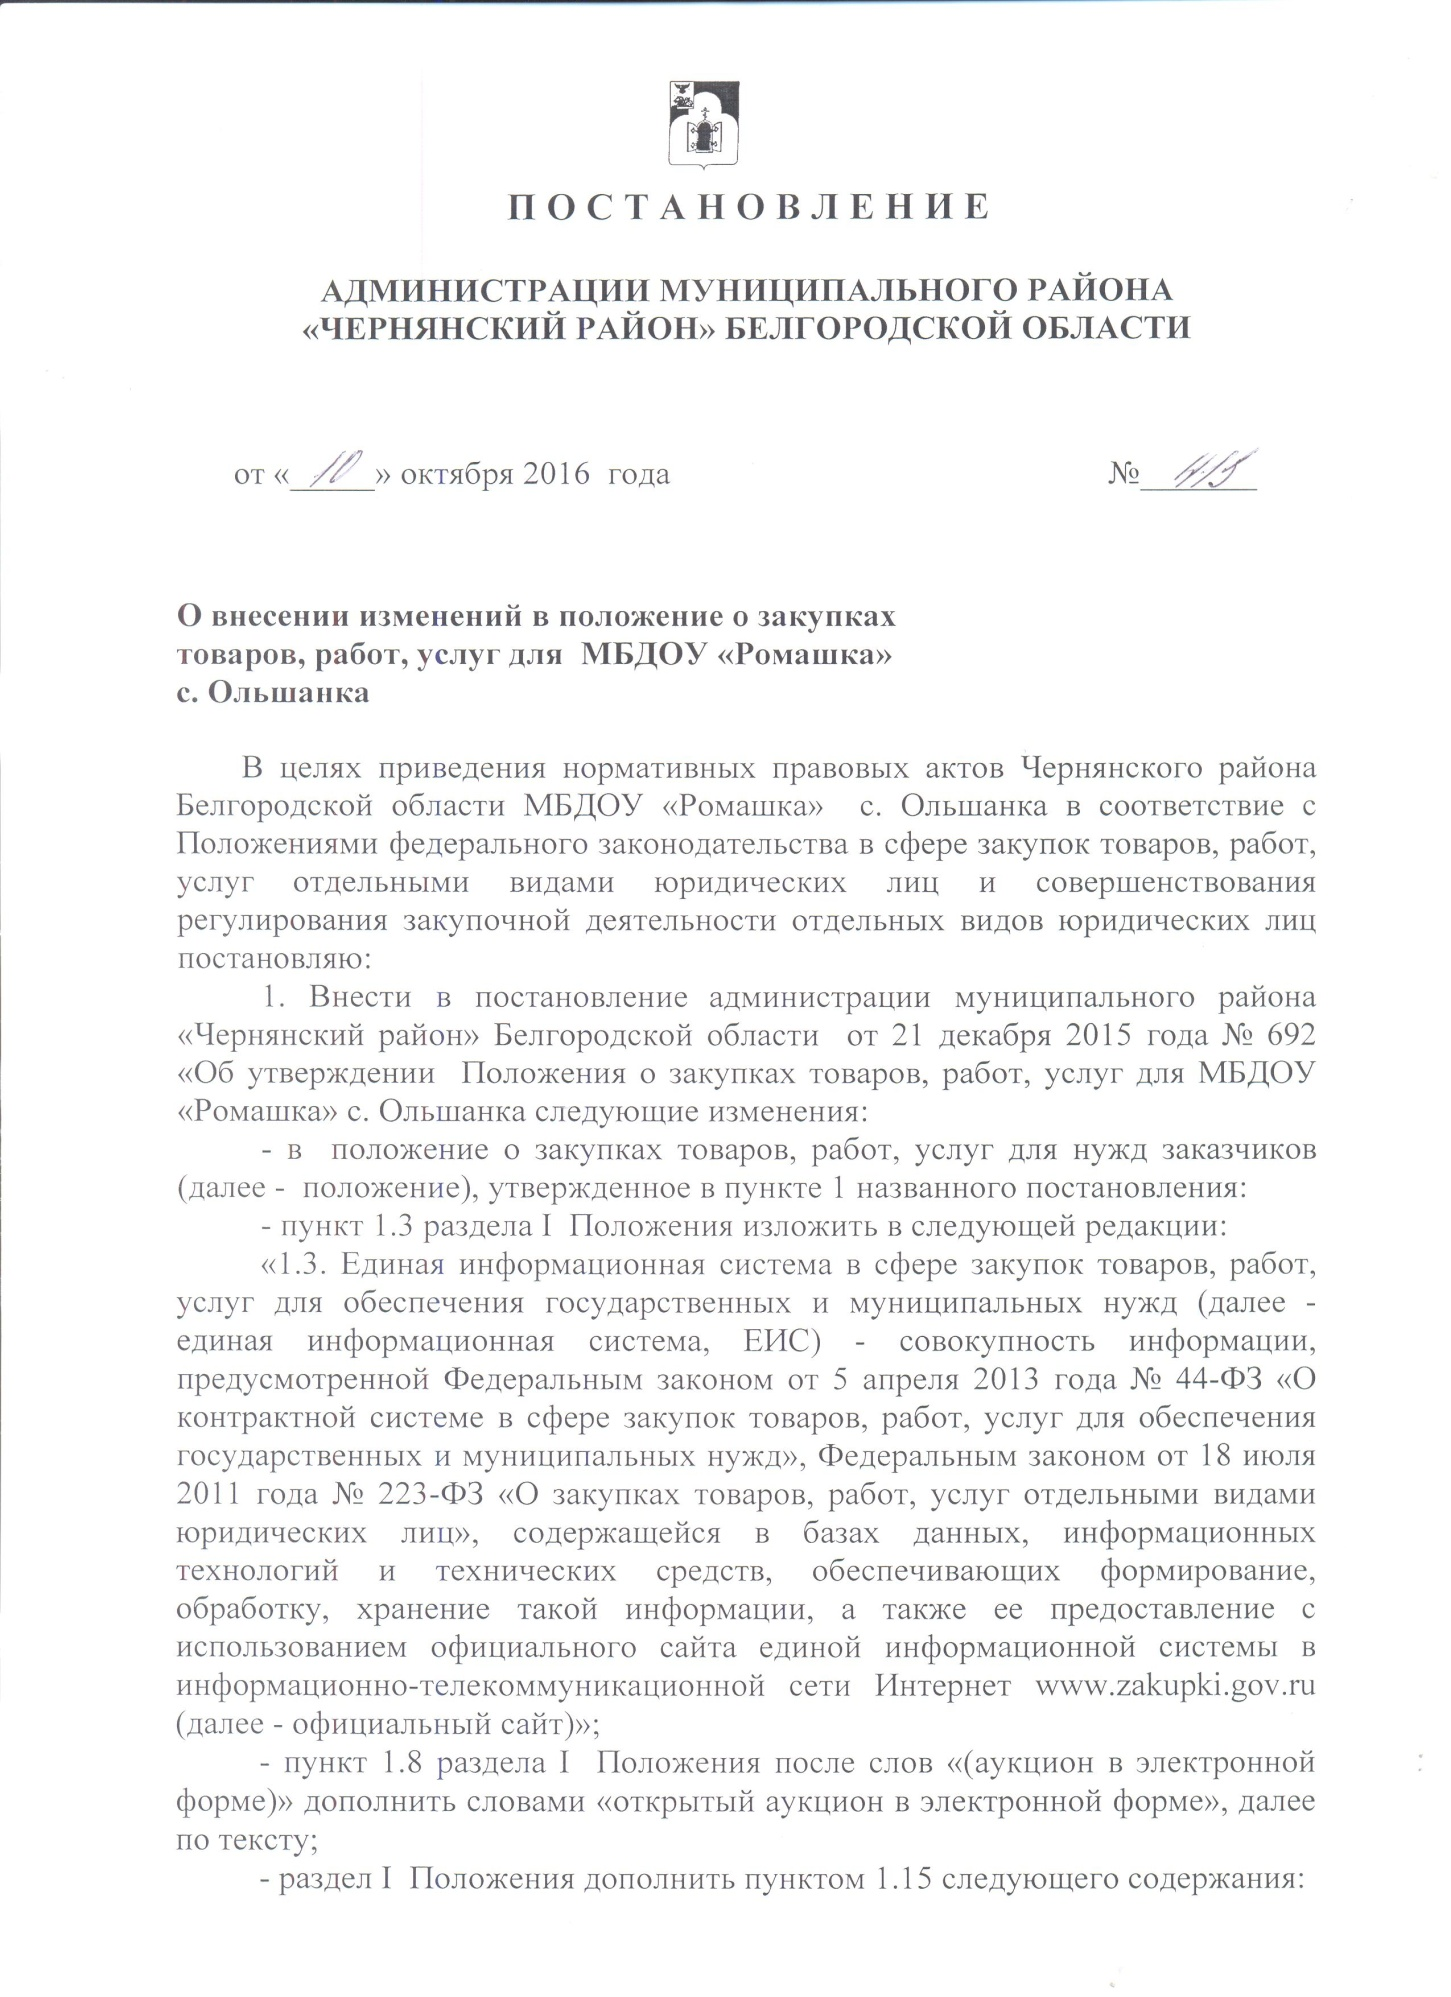 ПОСТАНОВЛЕНИЕ
АДМИНИСТРАЦИИ МУНИЦИПАЛЬНОГО РАЙОНА
«ЧЕРНЯНСКИЙ РАЙОН» БЕЛГОРОДСКОЙ ОБЛАСТИ
от «10» октября 2016 года № 415
О внесении изменений в положение о закупках
товаров, работ, услуг для МБДОУ «Ромашка»
с. Ольшанка
В целях приведения нормативных правовых актов Чернянского района
Белгородской области МБДОУ «Ромашка» с. Ольшанка в соответствие с
Положениями федерального законодательства в сфере закупок товаров, работ,
услуг отдельными видами юридических лиц и совершенствования
регулирования закупочной деятельности отдельных видов юридических лиц
постановляю:
1. Внести в постановление администрации муниципального района
«Чернянский район» Белгородской области от 21 декабря 2015 года № 692
«Об утверждении Положения о закупках товаров, работ, услуг для МБДОУ
«Ромашка» с. Ольшанка следующие изменения:
- в положение о закупках товаров, работ, услуг для нужд заказчиков
(далее - положение), утвержденное в пункте 1 названного постановления:
- пункт 1.3 раздела I Положения изложить в следующей редакции:
«1.3. Единая информационная система в сфере закупок товаров, работ,
услуг для обеспечения государственных и муниципальных нужд (далее -
единая информационная система, ЕИС) - совокупность информации,
предусмотренной Федеральным законом от 5 апреля 2013 года № 44-ФЗ «О
контрактной системе в сфере закупок товаров, работ, услуг для обеспечения
государственных и муниципальных нужд», Федеральным законом от 18 июля
2011 года № 223-ФЗ «О закупках товаров, работ, услуг отдельными видами
юридических лиц», содержащейся в базах данных, информационных
технологий и технических средств, обеспечивающих формирование,
обработку, хранение такой информации, а также ее предоставление с
использованием официального сайта единой информационной системы в
информационно-телекоммуникационной сети Интернет www.zakupki.gov.ru
(далее - официальный сайт)»;
- пункт 1.8 раздела I Положения после слов «(аукцион в электронной
форме)» дополнить словами «открытый аукцион в электронной форме», далее
по тексту;
- раздел I Положения дополнить пунктом 1.15 следующего содержания: